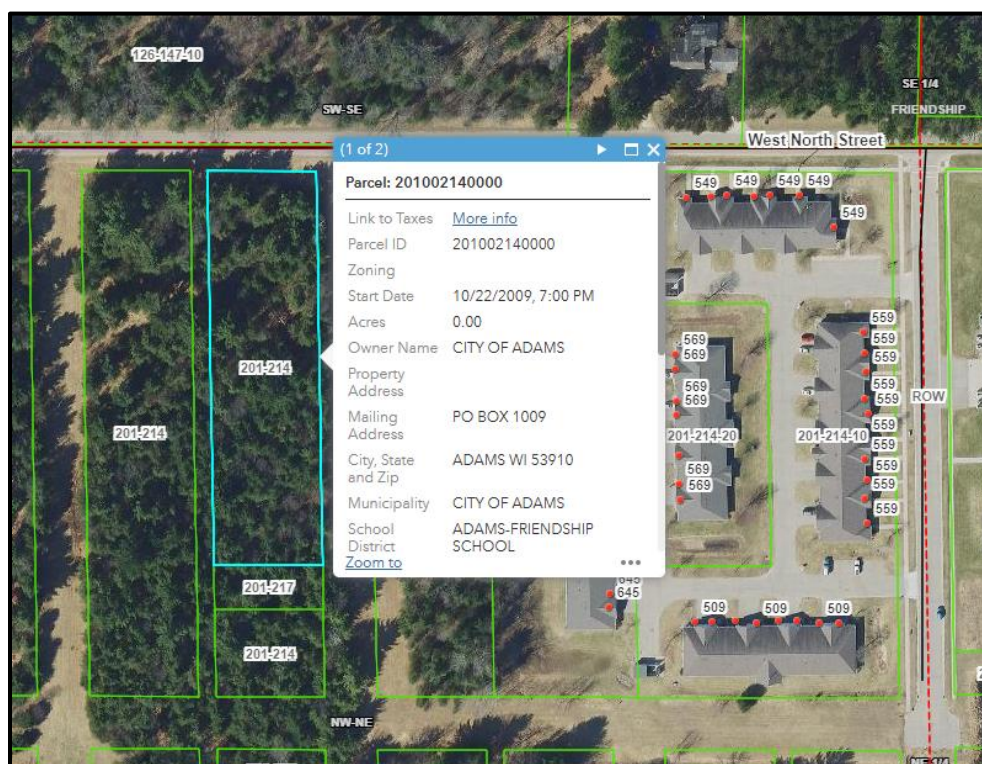 126-147-10
SW-SE
SE 1/4
FRIENDSHIP
West North Street
(1 of 2)
Parcel: 201002140000
Link to Taxes More info
Parcel ID 201002140000
Zoning
Start Date 10/22/2009, 7:00 PM
Acres 0.00
Owner Name CITY OF ADAMS
Property
Address
Mailing PO BOX 1009
Address
City, State ADAMS WI 53910
and Zip
Municipality CITY OF ADAMS
School ADAMS-FRIENDSHIP
District SCHOOL
Zoom to
549 549 549 549 549
549
559
559
559
559
559
559
559
559
559
569
569
569
569
569
569
569
201-214-20
201-214-10
ROW
201-214
201-214
201-217
201-214
645
645
509 509 509
NW-NE
NE 1/4